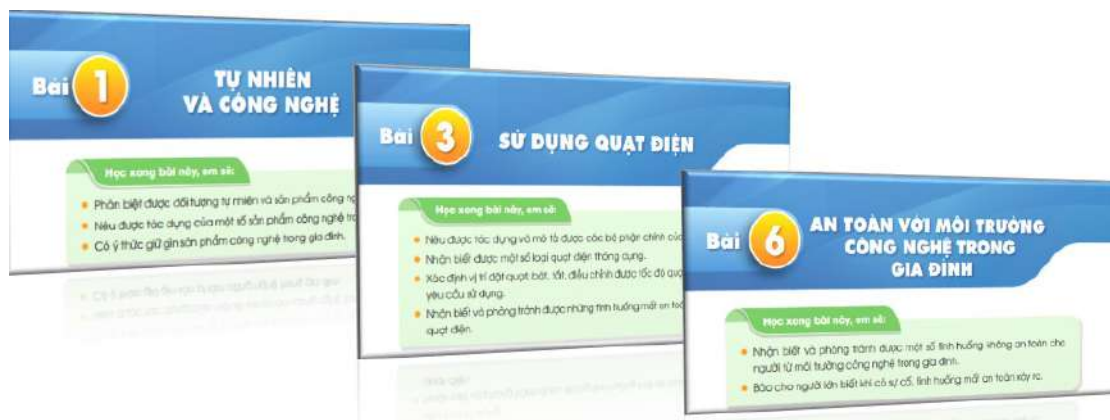 Bài 1
TỰ NHIÊN
VÀ CÔNG NGHỆ
Học xong bài này, em sẽ:
Phân biệt được đối tượng tự nhiên và sản phẩm công
Nêu được tác dụng của một số sản phẩm công nghệ
Có ý thức giữ gìn sản phẩm công nghệ trong gia đình.
Bài 3
SỬ DỤNG QUẠT ĐIỆN
Học xong bài này, em sẽ:
Nêu được tác dụng và mô tả được các bộ phận chính của
Nhận biết được một số loại quạt điện thông dụng.
Xác định vị trí đặt quạt; bật, tắt, điều chỉnh được tốc độ
yêu cầu sử dụng.
Nhận biết và phòng tránh được những tình huống mất an
quạt điện.
Bài 6
AN TOÀN VỚI MÔI TRƯỜNG
CÔNG NGHỆ TRONG
GIA ĐÌNH
Học xong bài này, em sẽ:
Nhận biết và phòng tránh được một số tình huống không an toàn cho
người từ môi trường công nghệ trong gia đình.
Báo cho người lớn biết khi có sự cố, tình huống mất an toàn xảy ra.